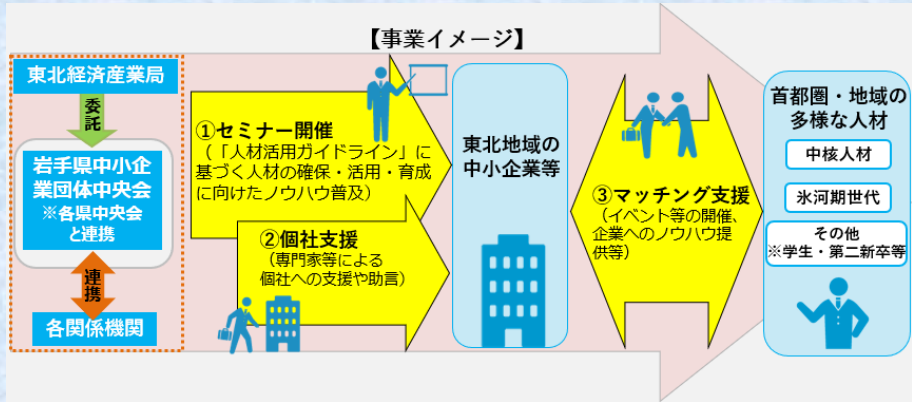 【事業イメージ】
東北経済産業局
委託
岩手県中小企
業団体中央会
※各県中央会
と連携
連携
各関係機関
①セミナー開催
（「人材活用ガイドライン」に
基づく人材の確保・活用・育成
に向けたノウハウ普及）
②個社支援
（専門家等による
個社への支援や助言）
東北地域の
中小企業等
③マッチング支援
（イベント等の開催、
企業へのノウハウ提
供等）
首都圏・地域の
多様な人材
中核人材
氷河期世代
その他
※学生・第二新卒等